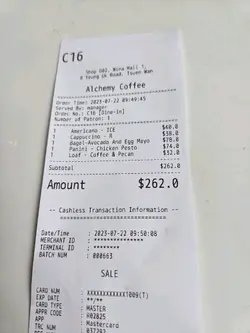 C16
Shop G02, Nina Mall 1,
8 Yeung Uk Road, Tsuen Wan
Alchemy Coffee
Order Time: 2023-07-22 09:49:45
Served By: manager
Order No.: C16 [Dine-in]
Number of Patron: 1
1 Americano - ICE $40.0
1 Cappuccino - R $38.0
1 Bagel-Avocado And Egg Mayo $78.0
1 Panini - Chicken Pesto $74.0
1 Loaf - Coffee & Pecan $32.0
Subtotal $262.0
Amount $262.0
-- Cashless Transaction Information --
Date/Time : 2023-07-22 09:50:08
MERCHANT ID : ***************
TERMINAL ID : ********
BATCH NUM : 000663
SALE
CARD NUM : XXXXXXXXXXXX1009(T)
EXP DATE : **/**
CARD TYPE : MASTER
APPR CODE : H02825
APP : Mastercard
TRC NUM : 037293